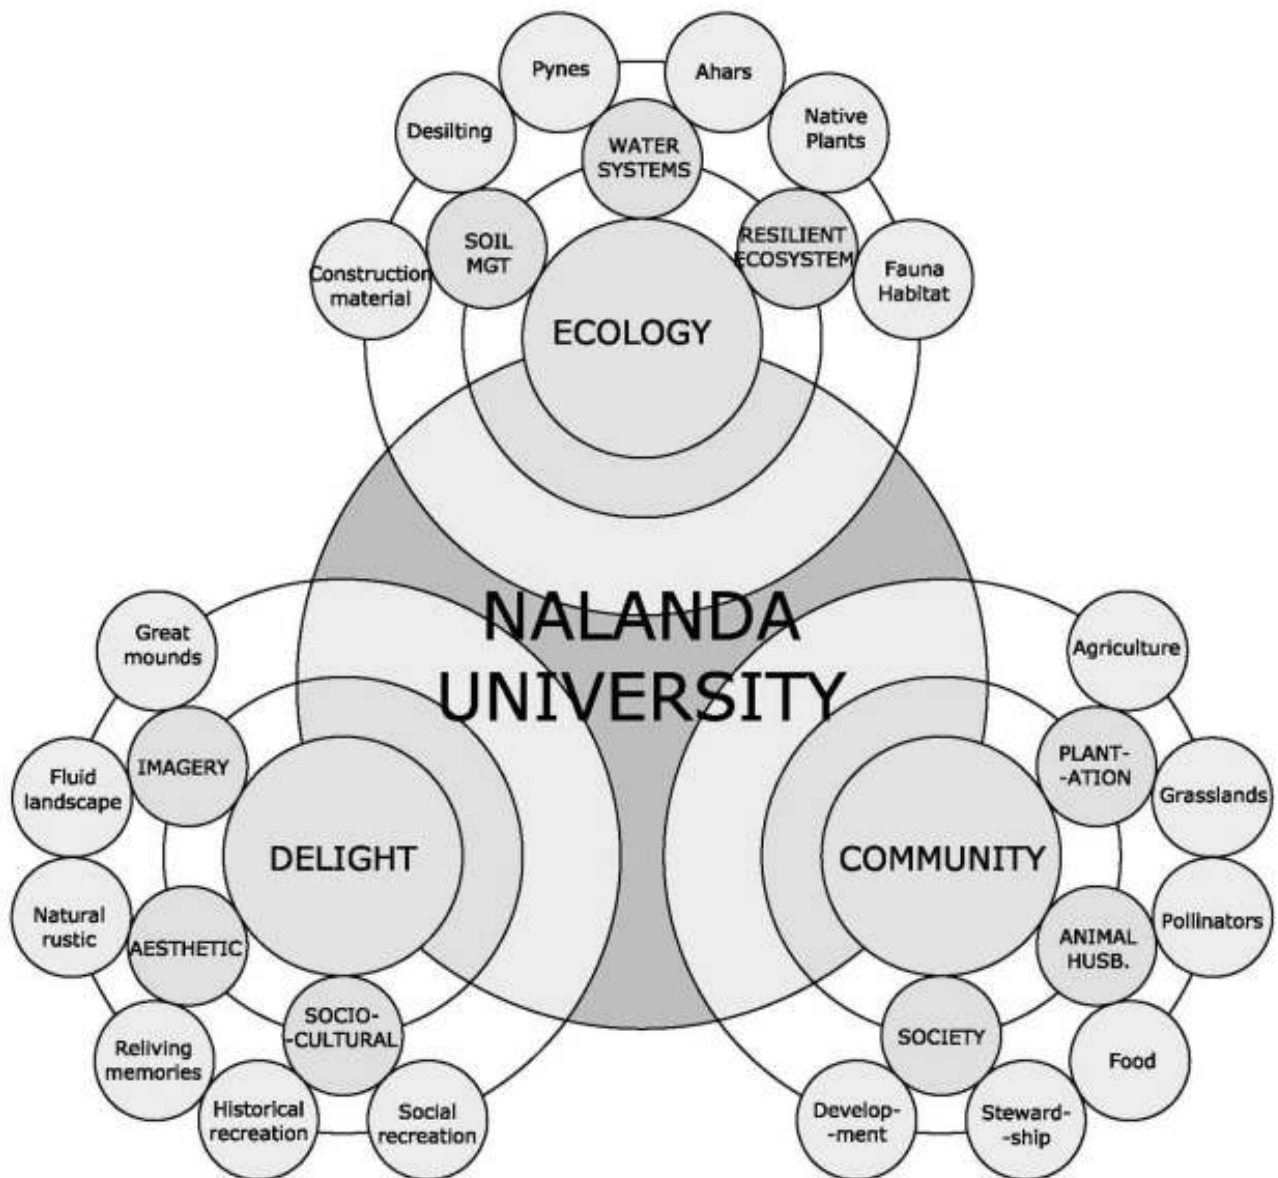 Pynes
Ahars
Desilting
Native
Plants
WATER
SYSTEMS
SOIL
MGT
RESILIENT
ECOSYSTEM
Construction
material
Fauna
Habitat
ECOLOGY
NALANDA
UNIVERSITY
Great
mounds
IMAGERY
Fluid
landscape
DELIGHT
Natural
rustic
AESTHETIC
SOCIO-
-CULTURAL
Reliving
memories
Historical
recreation
Social
recreation
Agriculture
PLANT-
-ATION
Grasslands
COMMUNITY
Pollinators
ANIMAL
HUSB.
SOCIETY
Food
Develop-
-ment
Steward-
-ship